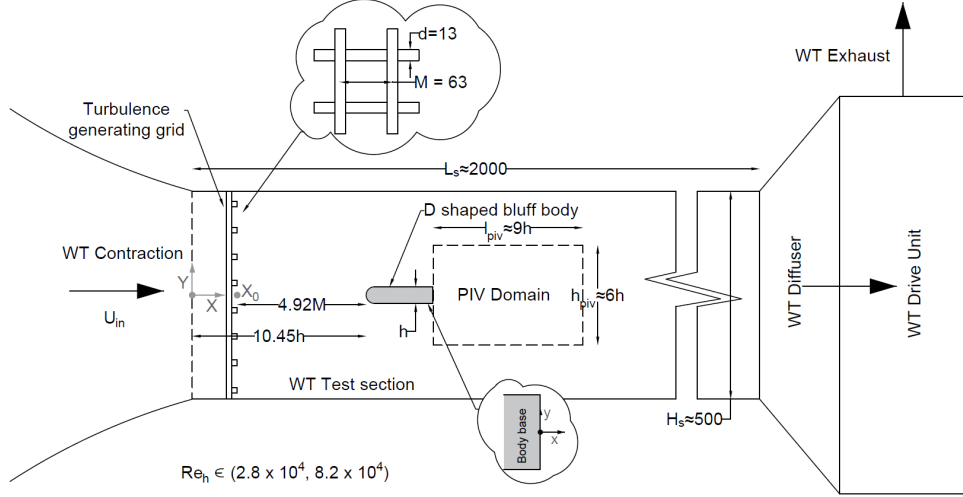 d=13
M = 63
WT Exhaust
Turbulence
generating grid
Lₛ≈2000
D shaped bluff body
lₚᵢᵥ≈9h
WT Contraction
Y
X
X₀
Uᵢₙ
4.92M
10.45h
h
PIV Domain
hₚᵢᵥ≈6h
WT Diffuser
WT Drive Unit
WT Test section
Hₛ≈500
Body base
y
x
Reₕ ∈ (2.8 x 10⁴, 8.2 x 10⁴)